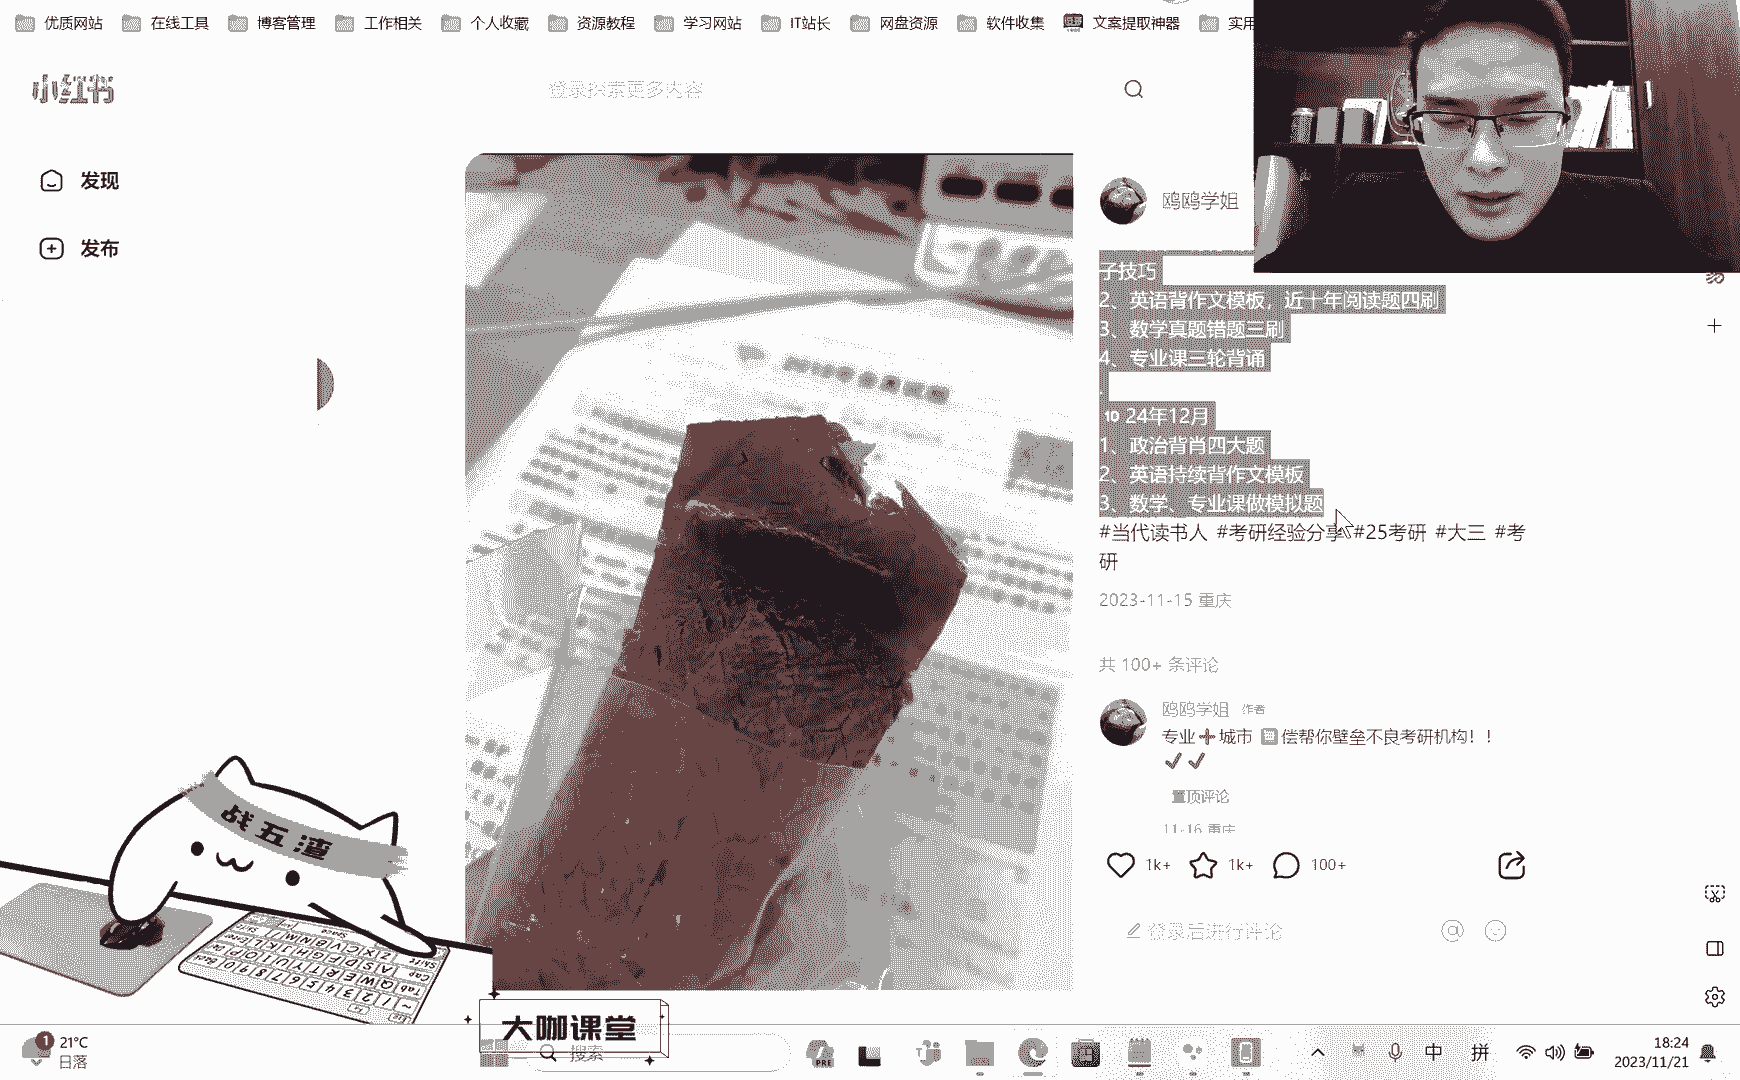 优质网站
在线工具
博客管理
工作相关
个人收藏
资源教程
学习网站
IT站长
网盘资源
软件收集
文案提取神器
实用
小红书
登录探索更多内容
发现
发布
鸥鸥学姐
子技巧
2、英语背作文模板，近十年阅读题四刷
3、数学真题错题三刷
4、专业课三轮背诵
.
10 24年12月
1、政治背肖四大题
2、英语持续背作文模板
3、数学、专业课做模拟题
#当代读书人 #考研经验分享 #25考研 #大三 #考
研
2023-11-15 重庆
共 100+ 条评论
鸥鸥学姐 作者
专业➕城市 偿帮你壁垒不良考研机构！！
✓✓
置顶评论
11-16 重庆
1k+
1k+
100+
登录后进行评论
战五渣
大咖课堂
1
21°C
日落
搜索
PRE
中
拼
18:24
2023/11/21